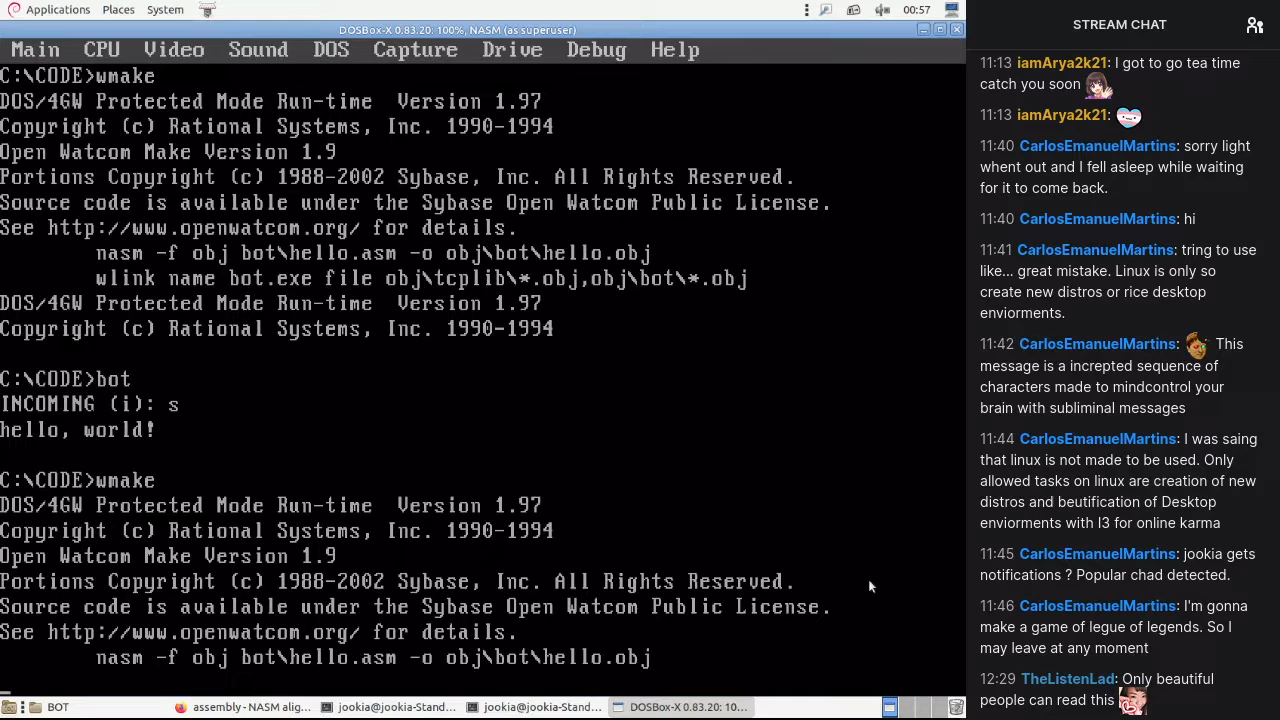 Applications Places System 00:57
DOSBox-X 0.83.20: 100%, NASM (as superuser)
Main CPU Video Sound DOS Capture Drive Debug Help
C:\CODE>wmake
DOS/4GW Protected Mode Run-time  Version 1.97
Copyright (c) Rational Systems, Inc. 1990-1994
Open Watcom Make Version 1.9
Portions Copyright (c) 1988-2002 Sybase, Inc. All Rights Reserved.
Source code is available under the Sybase Open Watcom Public License.
See http://www.openwatcom.org/ for details.
nasm -f obj bot\hello.asm -o obj\bot\hello.obj
wlink name bot.exe file obj\tcplib\*.obj,obj\bot\*.obj
DOS/4GW Protected Mode Run-time  Version 1.97
Copyright (c) Rational Systems, Inc. 1990-1994
C:\CODE>bot
INCOMING (i): s
hello, world!
C:\CODE>wmake
DOS/4GW Protected Mode Run-time  Version 1.97
Copyright (c) Rational Systems, Inc. 1990-1994
Open Watcom Make Version 1.9
Portions Copyright (c) 1988-2002 Sybase, Inc. All Rights Reserved.
Source code is available under the Sybase Open Watcom Public License.
See http://www.openwatcom.org/ for details.
nasm -f obj bot\hello.asm -o obj\bot\hello.obj
BOT assembly - NASM alig... jookia@jookia-Stand... jookia@jookia-Stand... DOSBox-X 0.83.20: 10...
STREAM CHAT
11:13 iamArya2k21: I got to go tea time
catch you soon
11:13 iamArya2k21:
11:40 CarlosEmanuelMartins: sorry light
whent out and I fell asleep while waiting
for it to come back.
11:40 CarlosEmanuelMartins: hi
11:41 CarlosEmanuelMartins: tring to use
like... great mistake. Linux is only so
create new distros or rice desktop
enviorments.
11:42 CarlosEmanuelMartins: This
message is a increpted sequence of
characters made to mindcontrol your
brain with subliminal messages
11:44 CarlosEmanuelMartins: I was saing
that linux is not made to be used. Only
allowed tasks on linux are creation of new
distros and beutification of Desktop
enviorments with I3 for online karma
11:45 CarlosEmanuelMartins: jookia gets
notifications ? Popular chad detected.
11:46 CarlosEmanuelMartins: I'm gonna
make a game of legue of legends. So I
may leave at any moment
12:29 TheListenLad: Only beautiful
people can read this